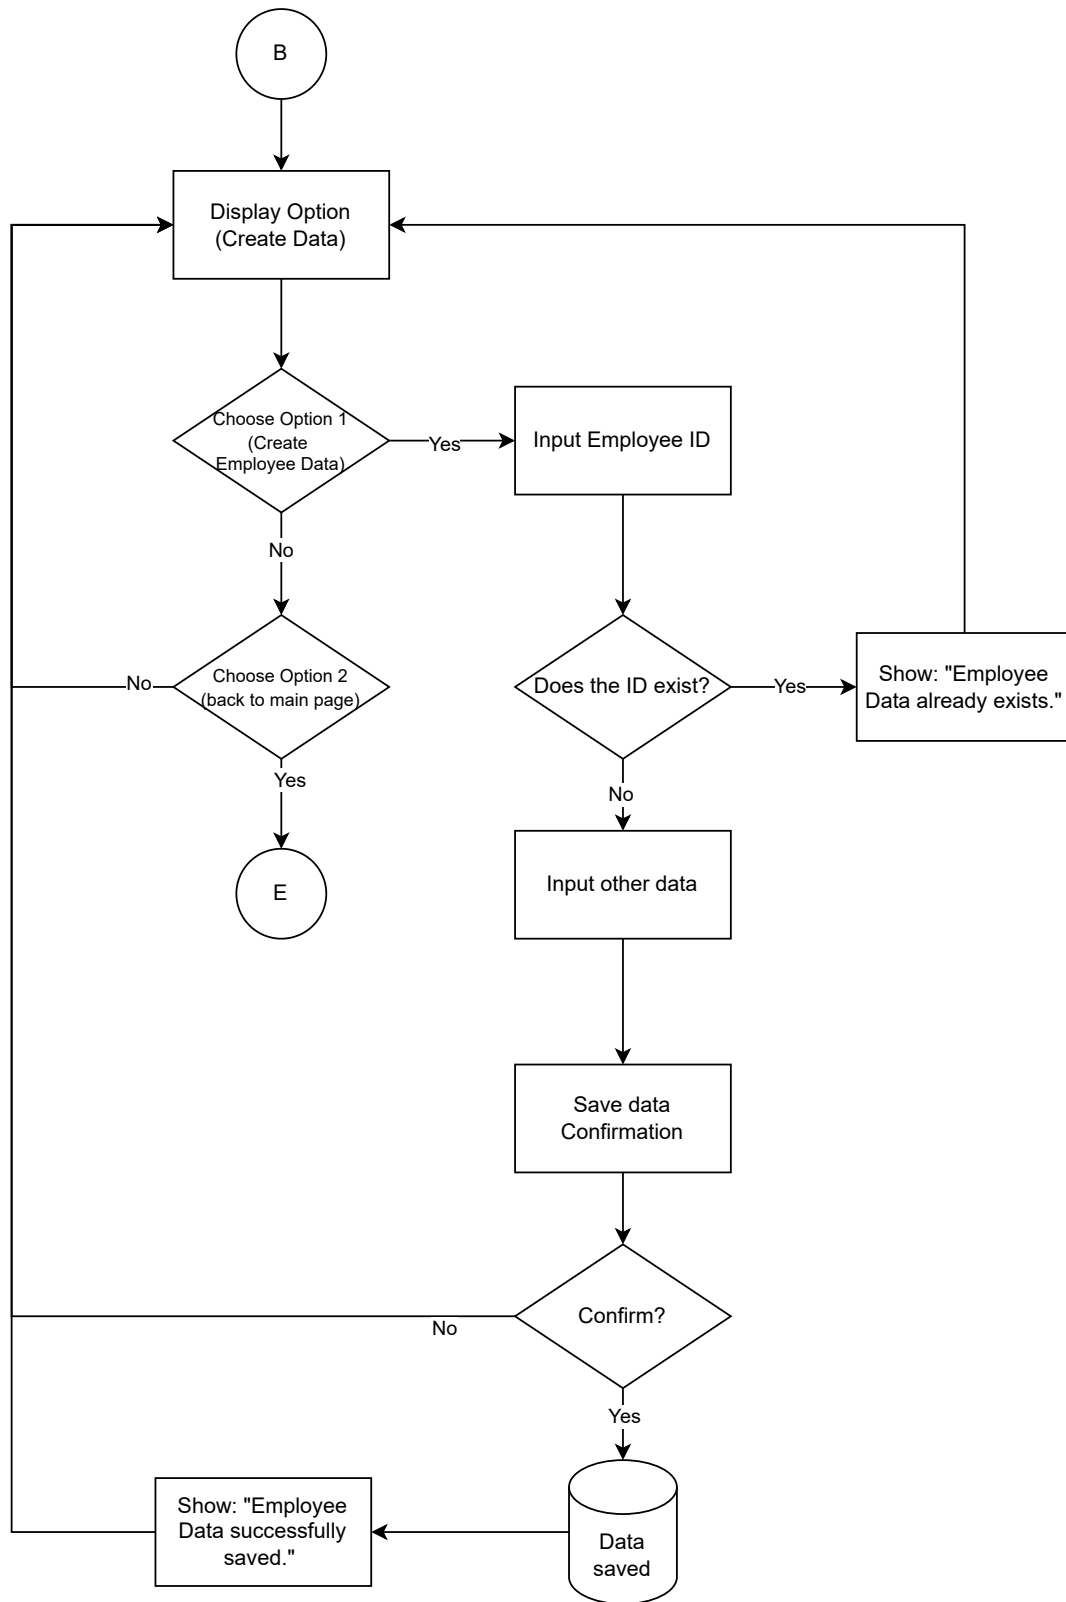 B
Display Option
(Create Data)
Choose Option 1
(Create
Employee Data)
Yes
Input Employee ID
No
Choose Option 2
(back to main page)
No
Does the ID exist?
Yes
Show: "Employee
Data already exists."
Yes
No
E
Input other data
Save data
Confirmation
Confirm?
No
Yes
Show: "Employee
Data successfully
saved."
Data
saved